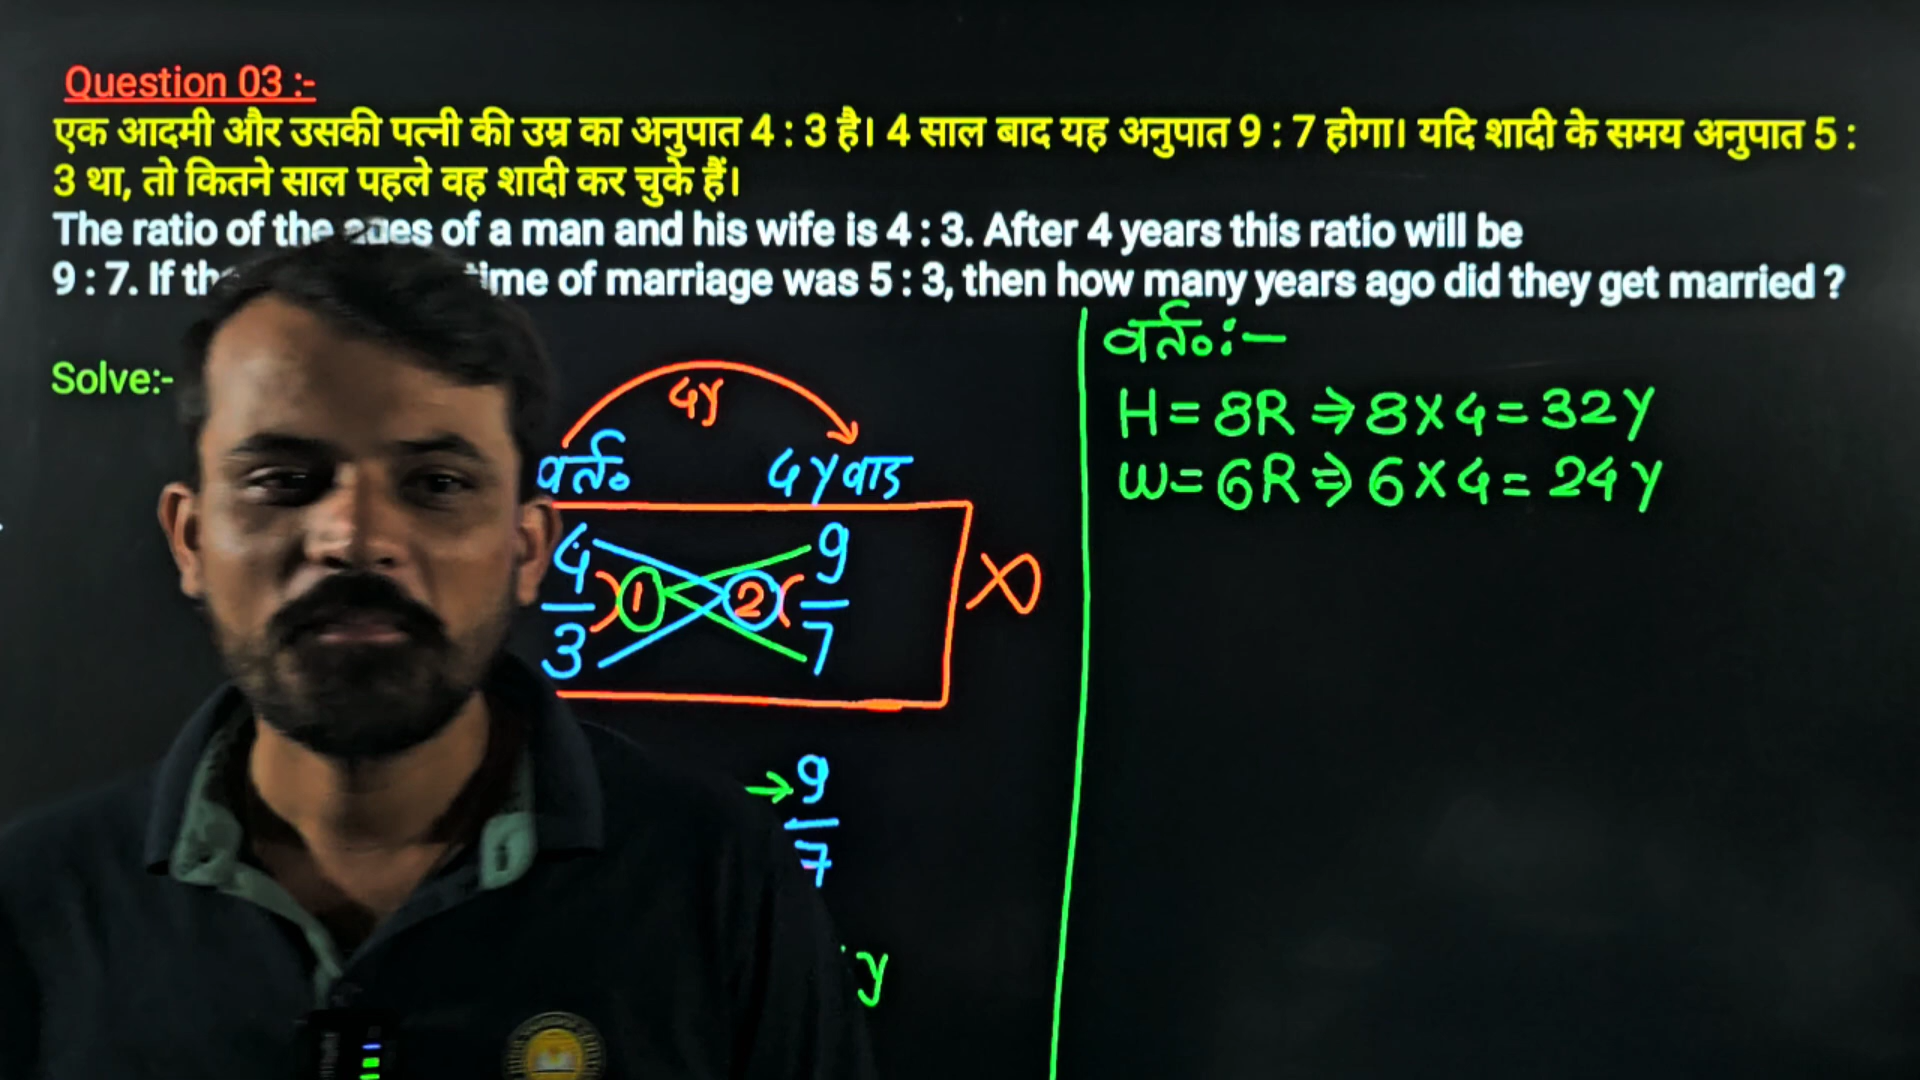 Question 03 :-
एक आदमी और उसकी पत्नी की उम्र का अनुपात 4 : 3 है। 4 साल बाद यह अनुपात 9 : 7 होगा। यदि शादी के समय अनुपात 5 :
3 था, तो कितने साल पहले वह शादी कर चुके हैं।
The ratio of the ages of a man and his wife is 4 : 3. After 4 years this ratio will be
9 : 7. If time of marriage was 5 : 3, then how many years ago did they get married ?
Solve:-
4y
वर्त० 4y बाद
4 9
1 2
3 7
9
7
y
वर्त०:-
H = 8R ⇒ 8 x 4 = 32y
W = 6R ⇒ 6 x 4 = 24y